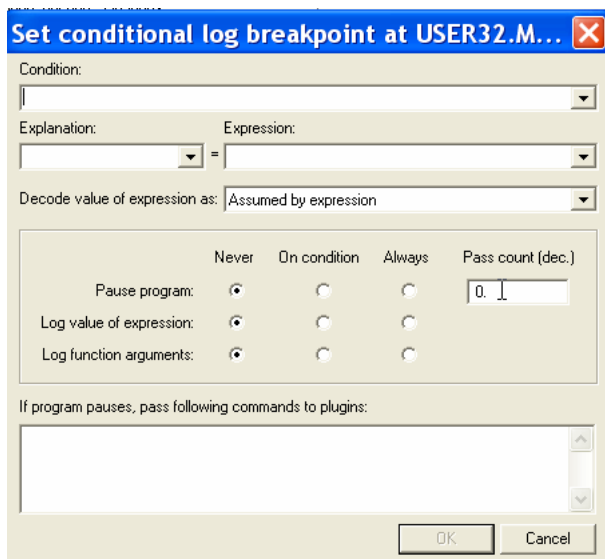 Set conditional log breakpoint at USER32.M...
Condition:
Explanation: Expression:
=
Decode value of expression as: Assumed by expression
Never On condition Always Pass count (dec.)
Pause program: 0.
Log value of expression:
Log function arguments:
If program pauses, pass following commands to plugins:
OK Cancel